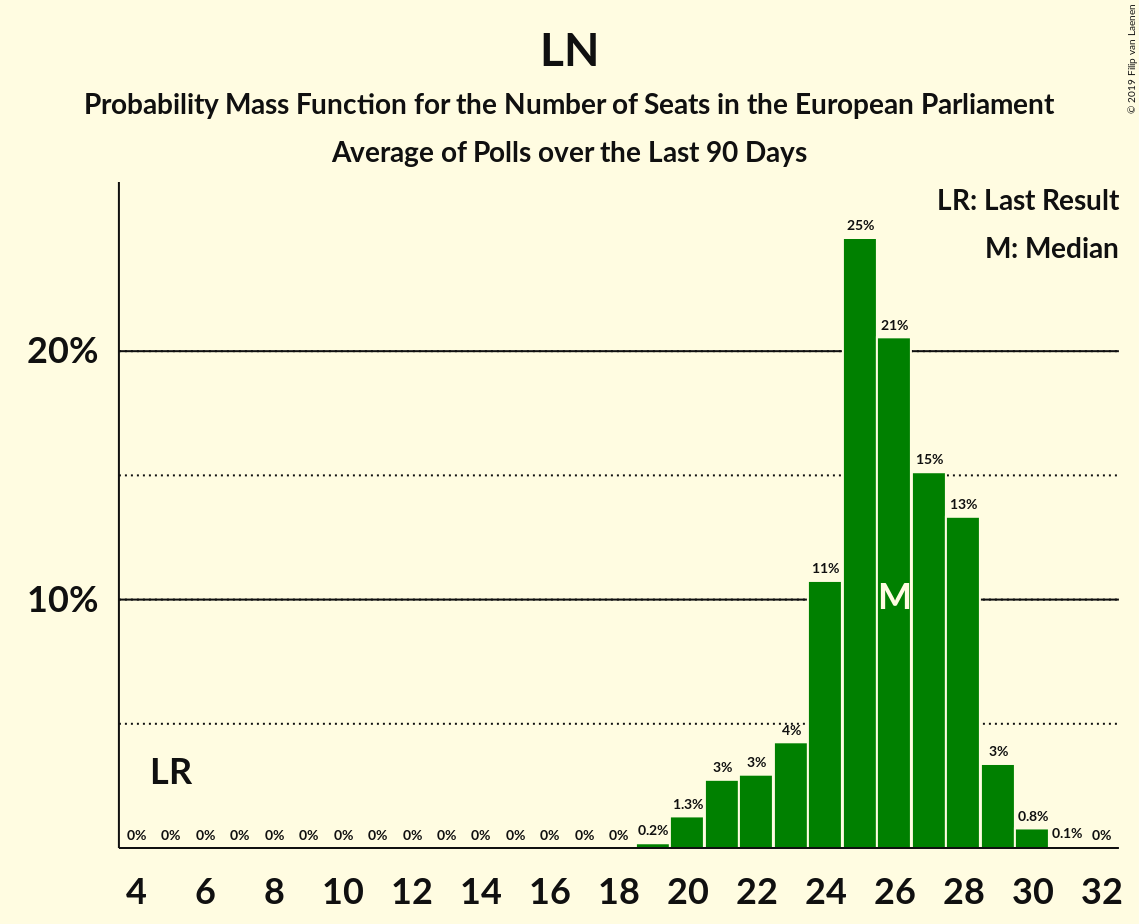 LN
Probability Mass Function for the Number of Seats in the European Parliament
Average of Polls over the Last 90 Days
© 2019 Filip van Laenen
LR: Last Result
M: Median
25%
21%
20%
15%
13%
11%
10%
M
4%
3% 3% 3%
LR
1.3% 0.8%
0% 0% 0% 0% 0% 0% 0% 0% 0% 0% 0% 0% 0% 0% 0% 0.2% 0.1% 0%
4 6 8 10 12 14 16 18 20 22 24 26 28 30 32